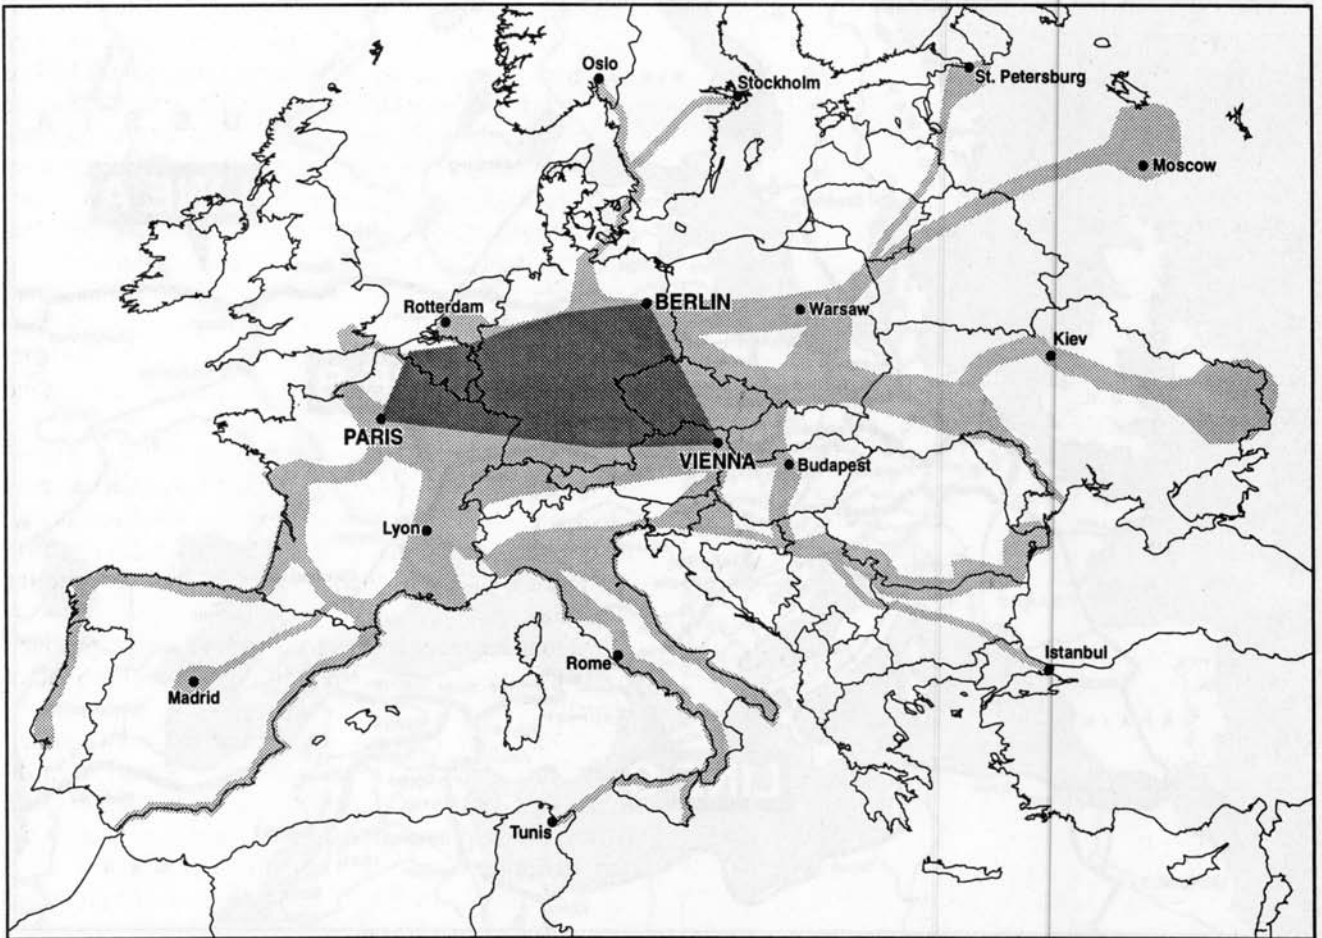 Oslo
Stockholm
St. Petersburg
Moscow
Rotterdam
BERLIN
Warsaw
Kiev
PARIS
VIENNA
Budapest
Lyon
Rome
Istanbul
Madrid
Tunis